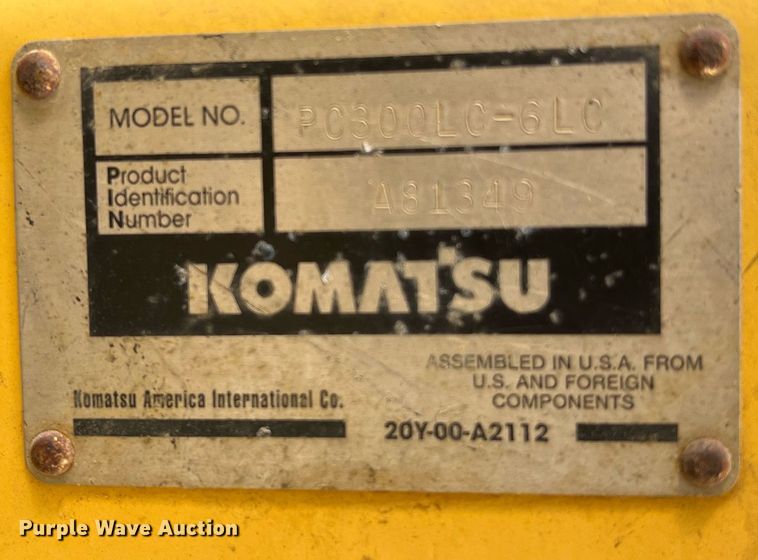 MODEL NO. PC300LC-6LC
Product
Identification
Number
A81349
KOMATSU
ASSEMBLED IN U.S.A. FROM
U.S. AND FOREIGN
COMPONENTS
Komatsu America International Co.
20Y-00-A2112
Purple Wave Auction